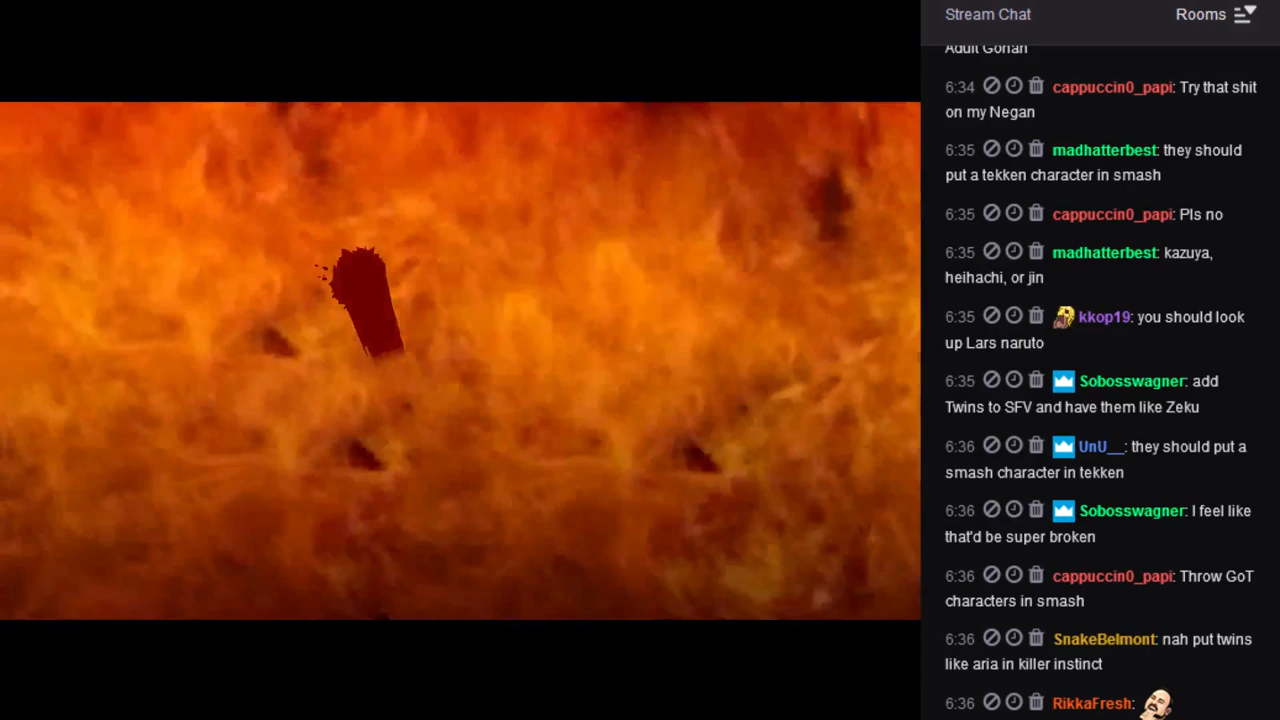 Stream Chat
Rooms
Adult Gohan
6:34 cappuccin0_papi: Try that shit
on my Negan
6:35 madhatterbest: they should
put a tekken character in smash
6:35 cappuccin0_papi: Pls no
6:35 madhatterbest: kazuya,
heihachi, or jin
6:35 kkop19: you should look
up Lars naruto
6:35 Sobosswagner: add
Twins to SFV and have them like Zeku
6:36 UnU__: they should put a
smash character in tekken
6:36 Sobosswagner: I feel like
that'd be super broken
6:36 cappuccin0_papi: Throw GoT
characters in smash
6:36 SnakeBelmont: nah put twins
like aria in killer instinct
6:36 RikkaFresh: